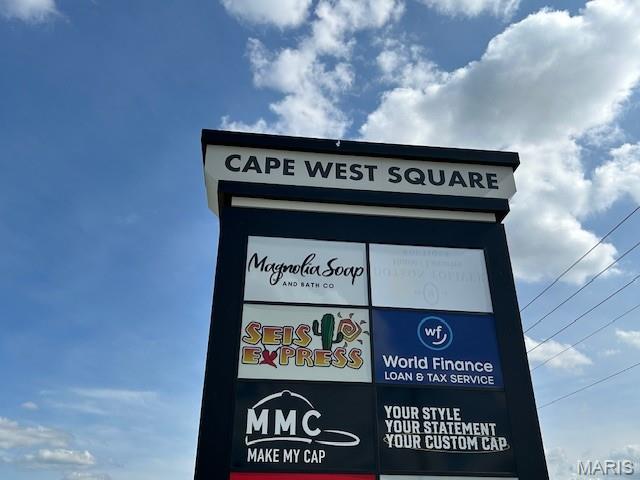 CAPE WEST SQUARE
Magnolia Soap
AND BATH CO
SEIS
EXPRESS
wf
World Finance
LOAN & TAX SERVICE
MMC
MAKE MY CAP
YOUR STYLE
YOUR STATEMENT
YOUR CUSTOM CAP
MARIS